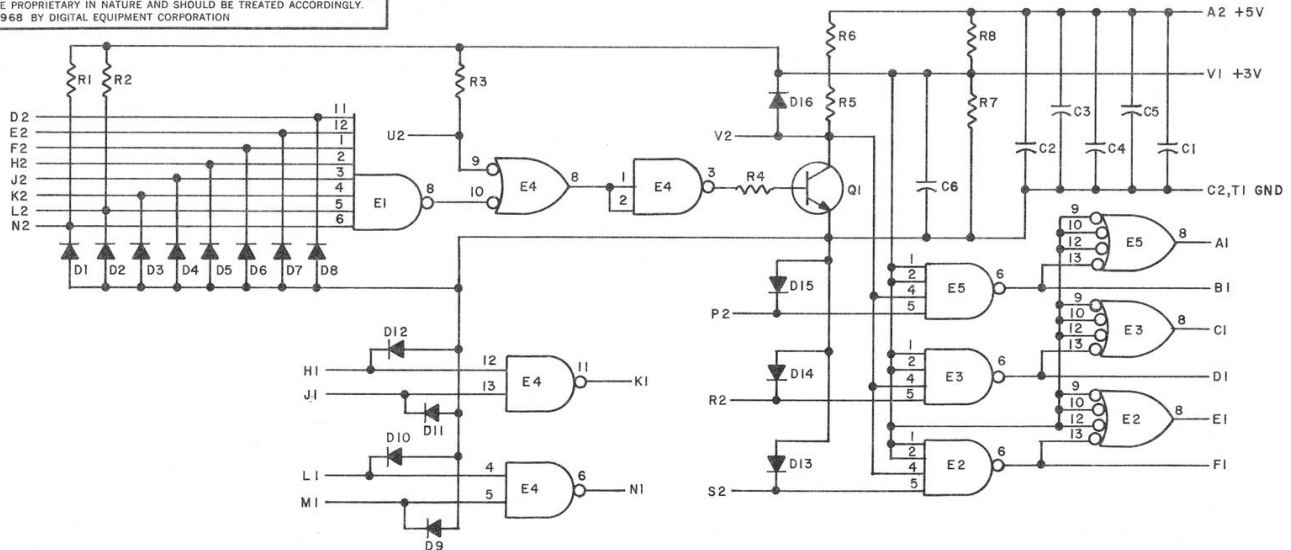 E PROPRIETARY IN NATURE AND SHOULD BE TREATED ACCORDINGLY.
968 BY DIGITAL EQUIPMENT CORPORATION
A2 +5V
R6
R8
V1 +3V
R1
R2
R3
D16
R5
R7
C3
C5
C2
C4
C1
C6
D2
11
E2
12
F2
1
H2
2
J2
3
K2
4
L2
5
N2
6
E1
8
U2
9
10
E4
8
1
2
E4
3
R4
V2
Q1
C2,T1 GND
D1
D2
D3
D4
D5
D6
D7
D8
9
10
12
13
E5
8
A1
D15
1
2
4
5
E5
6
B1
P2
9
10
12
13
E3
8
C1
D12
H1
12
J1
13
E4
11
K1
D11
D14
R2
1
2
4
5
E3
6
D1
9
10
12
13
E2
8
E1
D10
L1
4
M1
5
E4
6
N1
D9
D13
S2
1
2
4
5
E2
6
F1